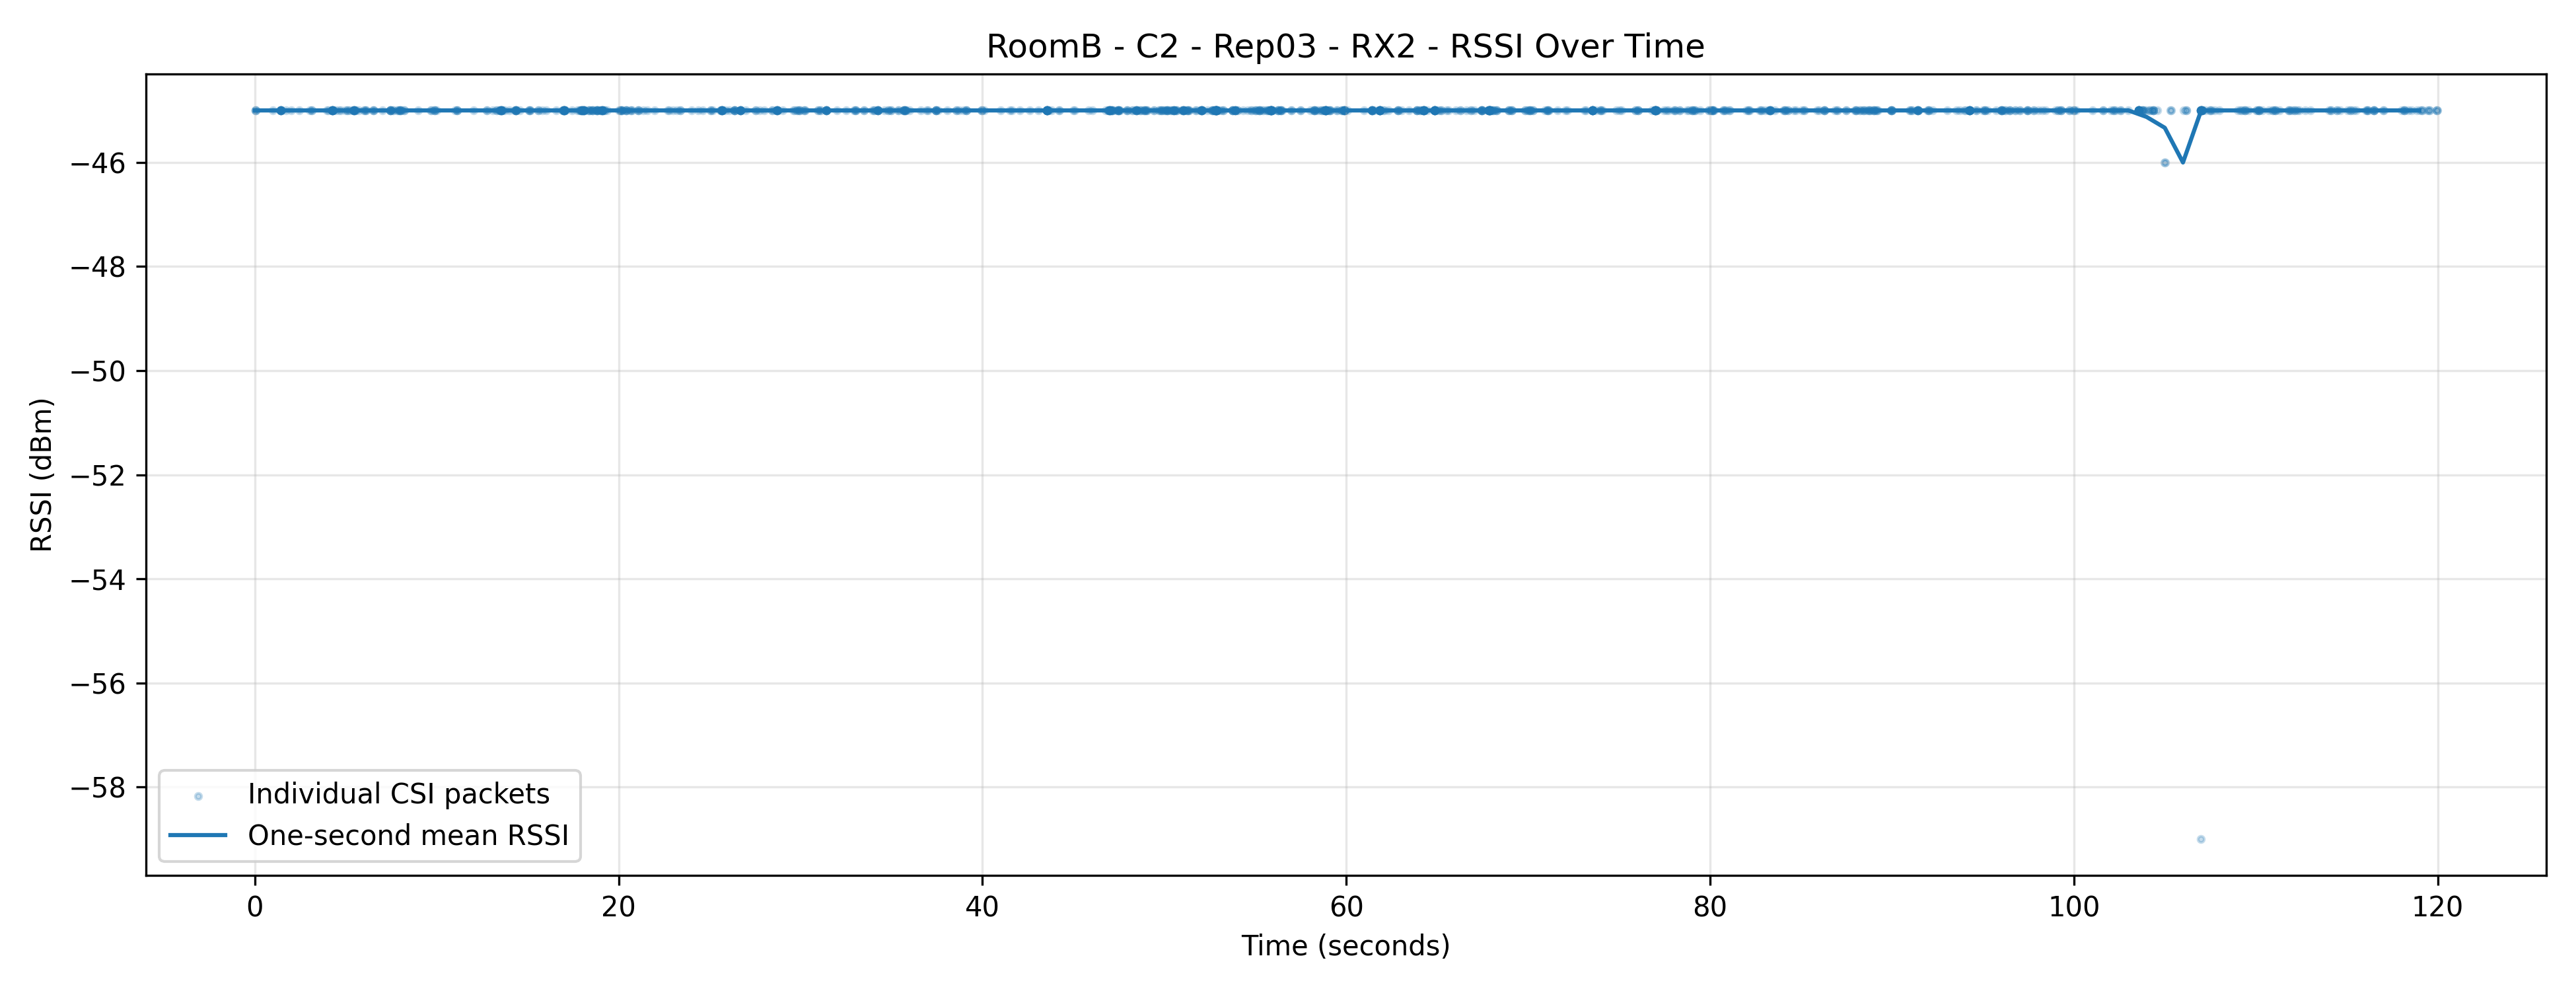 RoomB - C2 - Rep03 - RX2 - RSSI Over Time
RSSI (dBm)
−46
−48
−50
−52
−54
−56
−58
Individual CSI packets
One-second mean RSSI
0 20 40 60 80 100 120
Time (seconds)